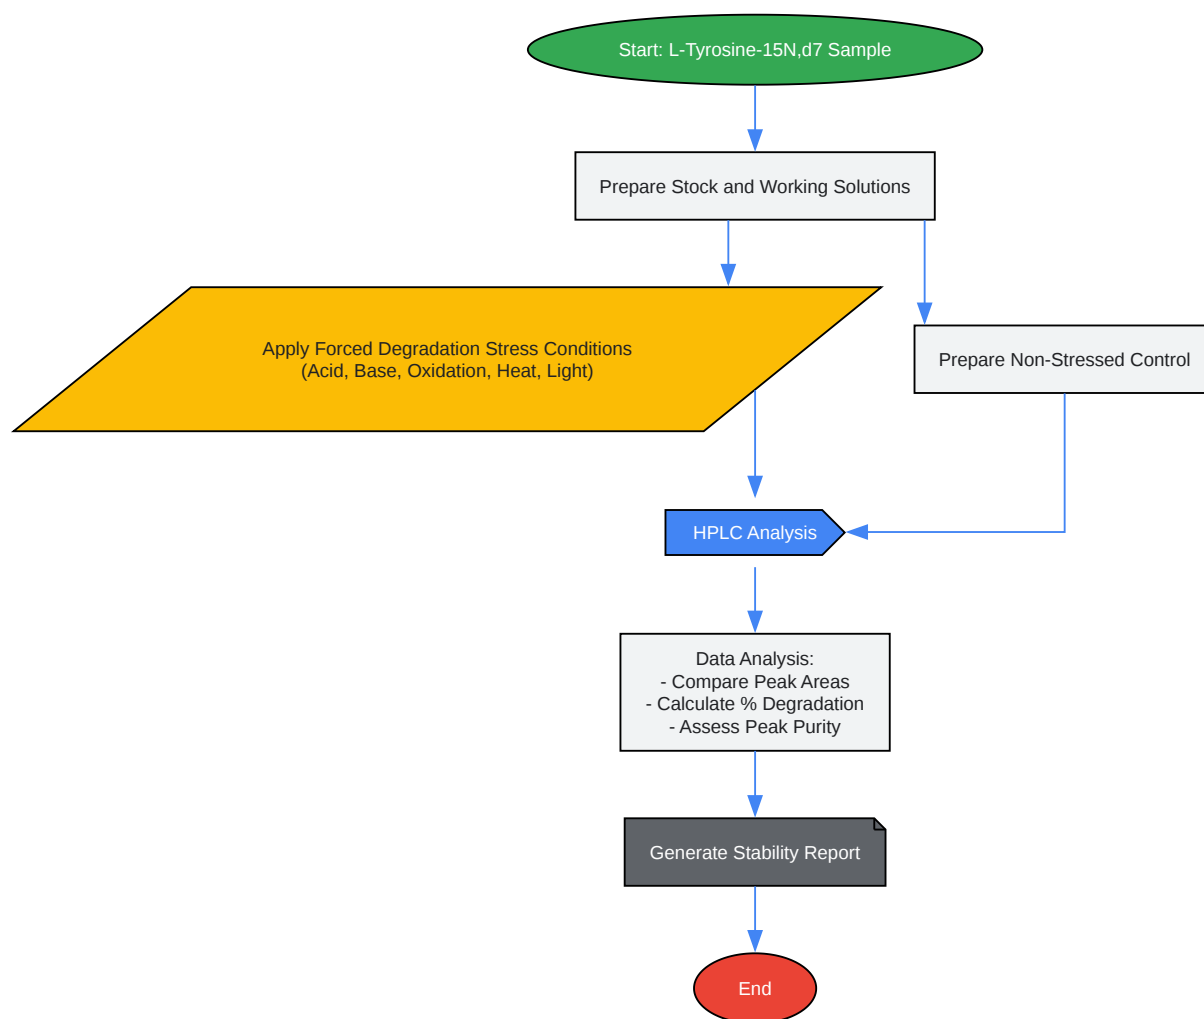 Start: L-Tyrosine-15N,d7 Sample
Prepare Stock and Working Solutions
Apply Forced Degradation Stress Conditions
(Acid, Base, Oxidation, Heat, Light)
Prepare Non-Stressed Control
HPLC Analysis
Data Analysis:
- Compare Peak Areas
- Calculate % Degradation
- Assess Peak Purity
Generate Stability Report
End